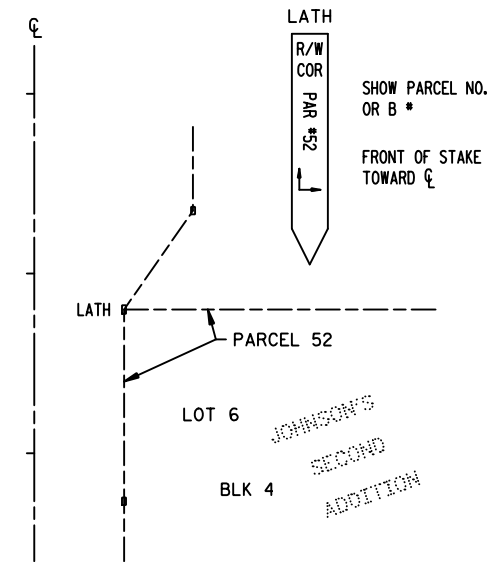 ℄
LATH
R/W
COR
PAR #52
SHOW PARCEL NO.
OR B #
FRONT OF STAKE
TOWARD ℄
LATH
PARCEL 52
LOT 6
JOHNSON'S
SECOND
ADDITION
BLK 4